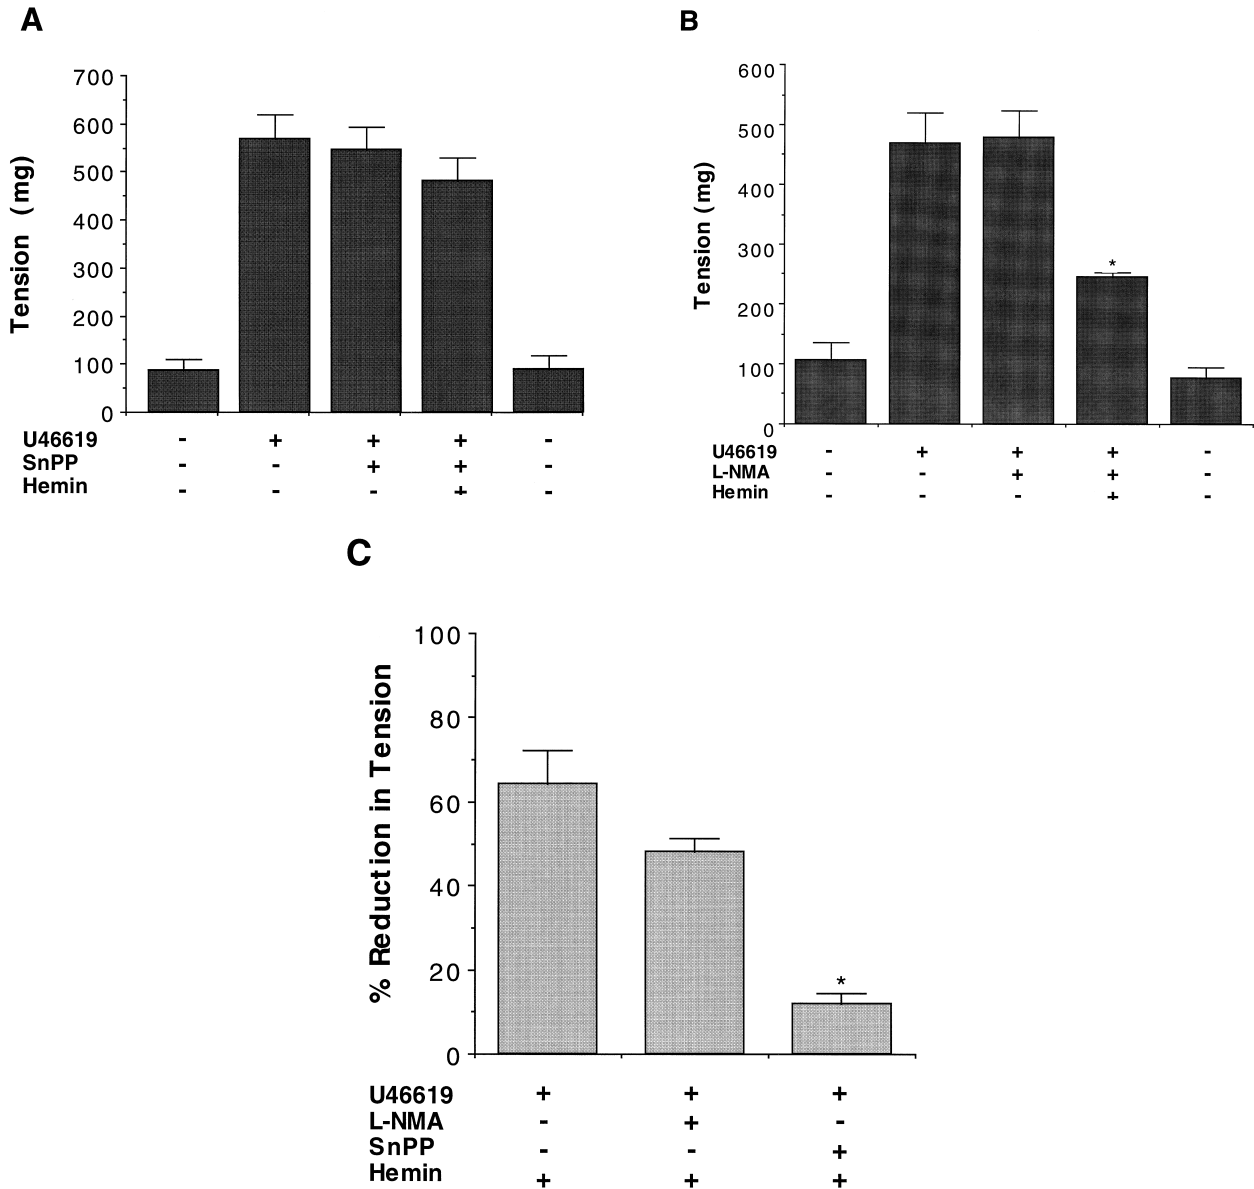 A
700
600
500
400
300
200
100
0
Tension (mg)
U46619 - + + + -
SnPP - - + + -
Hemin - - - + -
B
600
500
400
300
200
100
0
Tension (mg)
*
U46619 - + + + -
L-NMA - - + + -
Hemin - - - + -
C
100
80
60
40
20
0
% Reduction in Tension
*
U46619 + + +
L-NMA - + -
SnPP - - +
Hemin + + +